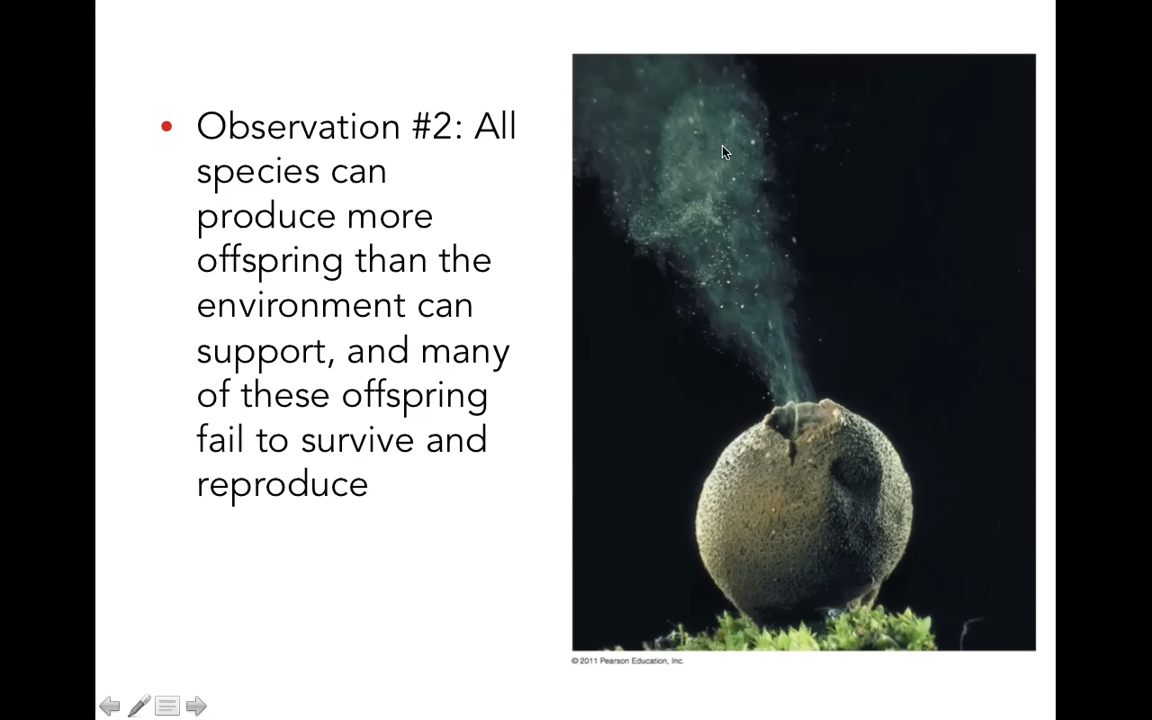 • Observation #2: All
species can
produce more
offspring than the
environment can
support, and many
of these offspring
fail to survive and
reproduce
© 2011 Pearson Education, Inc.